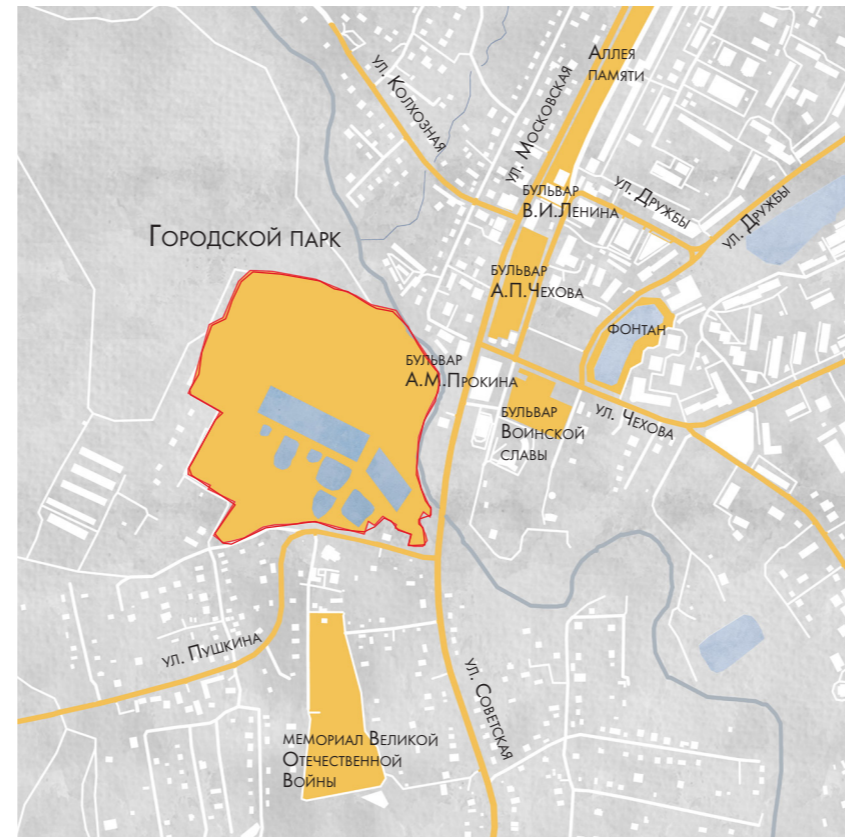 Аллея
памяти
ул. Колхозная
ул. Московская
бульвар
В.И.Ленина
ул. Дружбы
ул. Дружбы
Городской парк
бульвар
А.П.Чехова
фонтан
бульвар
А.М.Прокина
бульвар
Воинской
славы
ул. Чехова
ул. Пушкина
ул. Советская
мемориал Великой
Отечественной
Войны